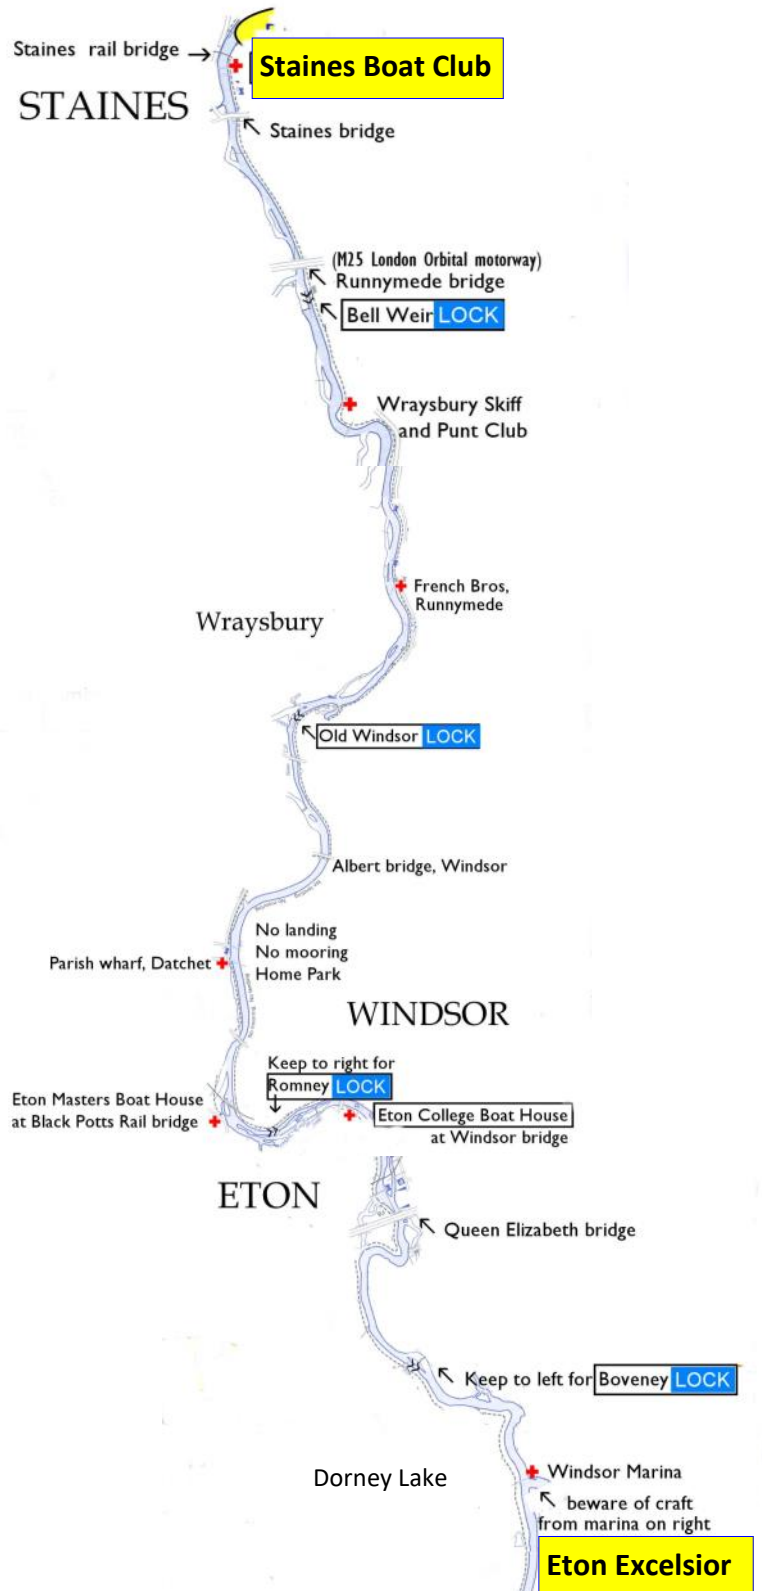 Staines rail bridge
Staines Boat Club
STAINES
Staines bridge
(M25 London Orbital motorway)
Runnymede bridge
Bell Weir LOCK
Wraysbury Skiff
and Punt Club
French Bros,
Runnymede
Wraysbury
Old Windsor LOCK
Albert bridge, Windsor
No landing
No mooring
Home Park
Parish wharf, Datchet
WINDSOR
Keep to right for
Romney LOCK
Eton Masters Boat House
at Black Potts Rail bridge
Eton College Boat House
at Windsor bridge
ETON
Queen Elizabeth bridge
Keep to left for Boveney LOCK
Dorney Lake
Windsor Marina
beware of craft
from marina on right
Eton Excelsior